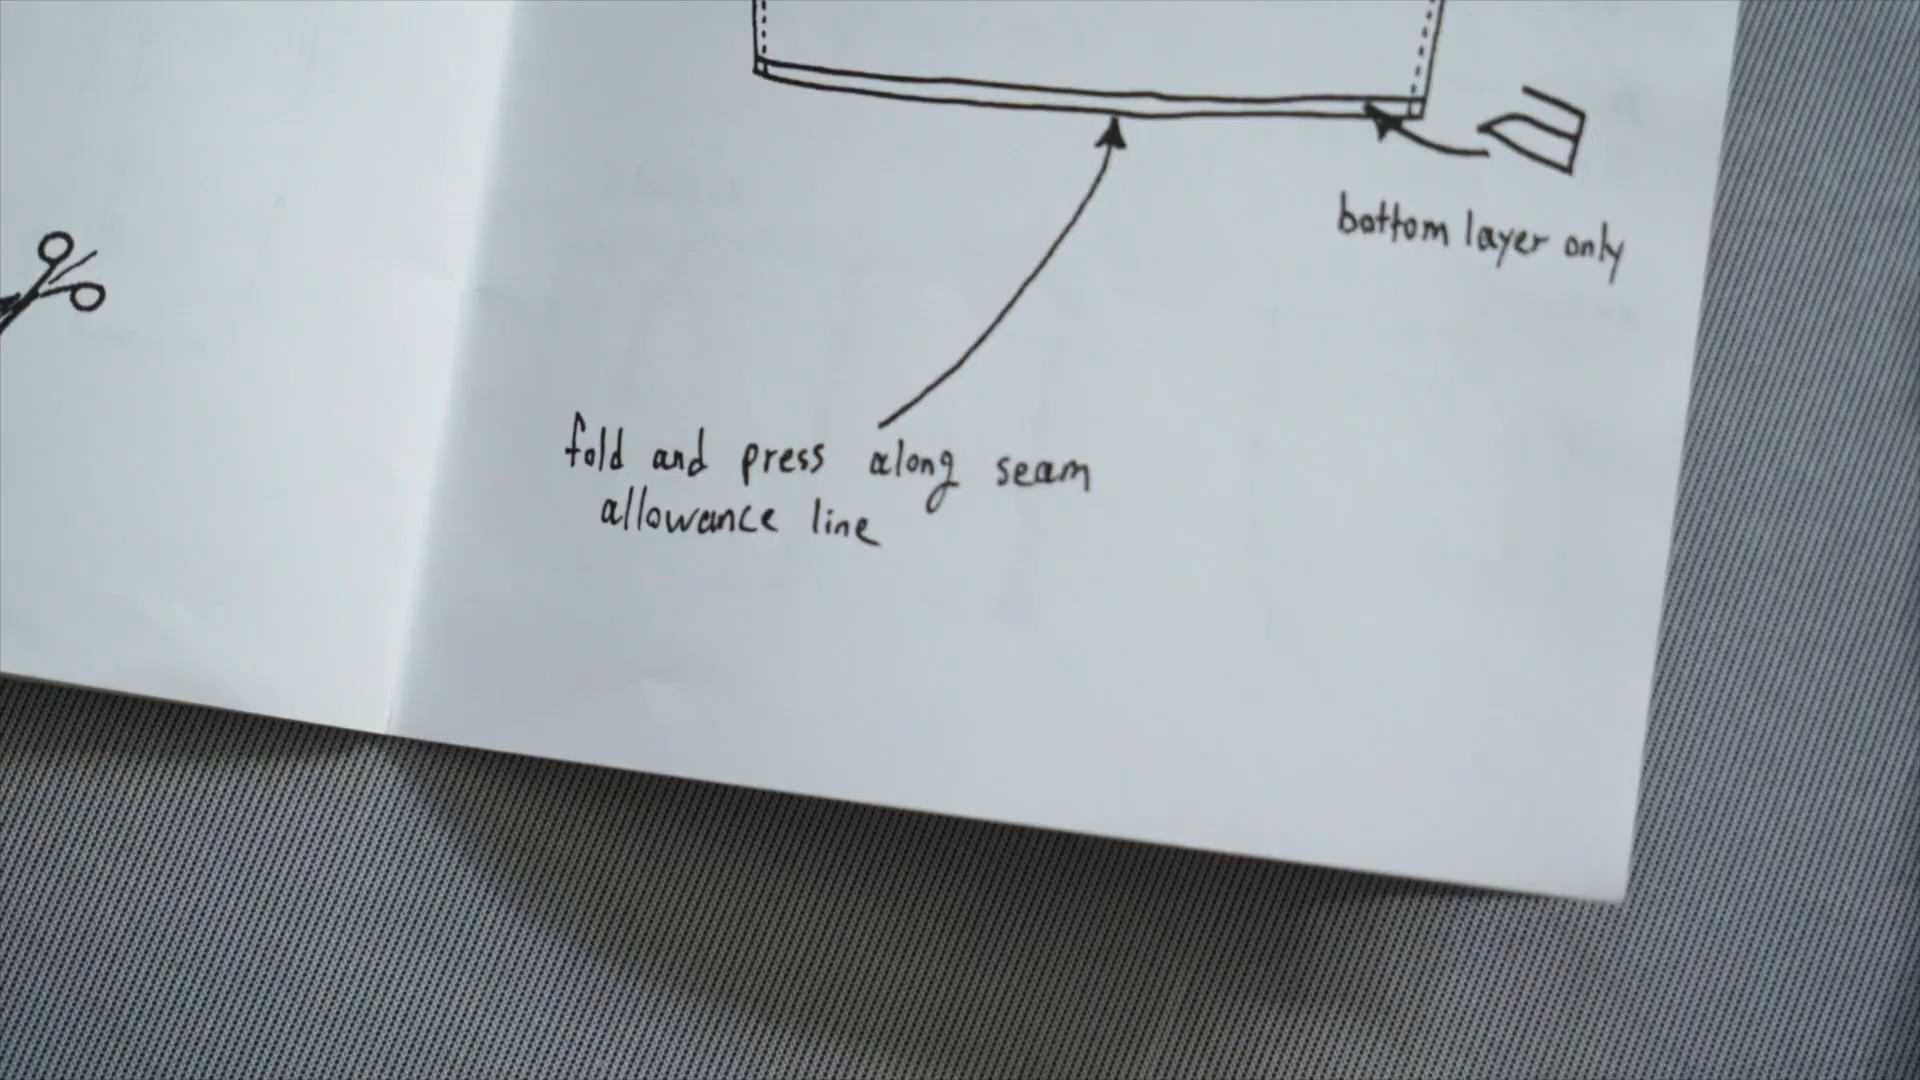 bottom layer only
fold and press along seam
allowance line